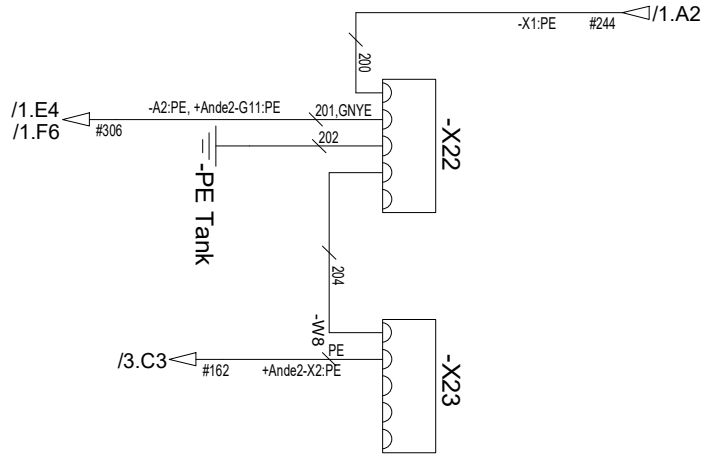 /1.A2
-X1:PE #244
200
/1.E4
/1.F6
#306
-A2:PE, +Ande2-G11:PE
201,GNYE
202
-X22
-PE Tank
204
-W8
PE
/3.C3
#162
+Ande2-X2:PE
-X23